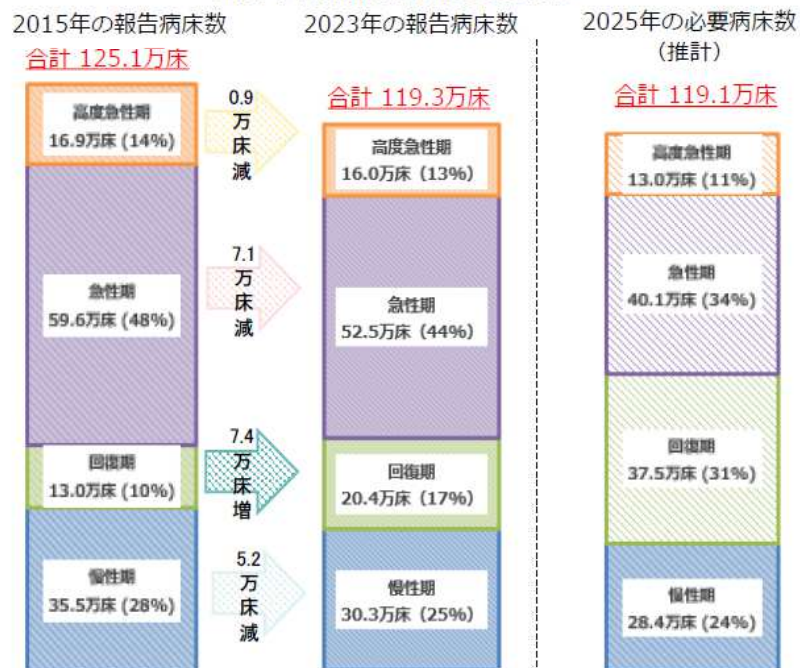 2015年の報告病床数
合計 125.1万床
高度急性期
16.9万床 (14%)
急性期
59.6万床 (48%)
回復期
13.0万床 (10%)
慢性期
35.5万床 (28%)
0.9
万
床
減
7.1
万
床
減
7.4
万
床
増
5.2
万
床
減
2023年の報告病床数
合計 119.3万床
高度急性期
16.0万床（13%）
急性期
52.5万床（44%）
回復期
20.4万床（17%）
慢性期
30.3万床（25%）
2025年の必要病床数
（推計）
合計 119.1万床
高度急性期
13.0万床 (11%)
急性期
40.1万床 (34%)
回復期
37.5万床 (31%)
慢性期
28.4万床 (24%)